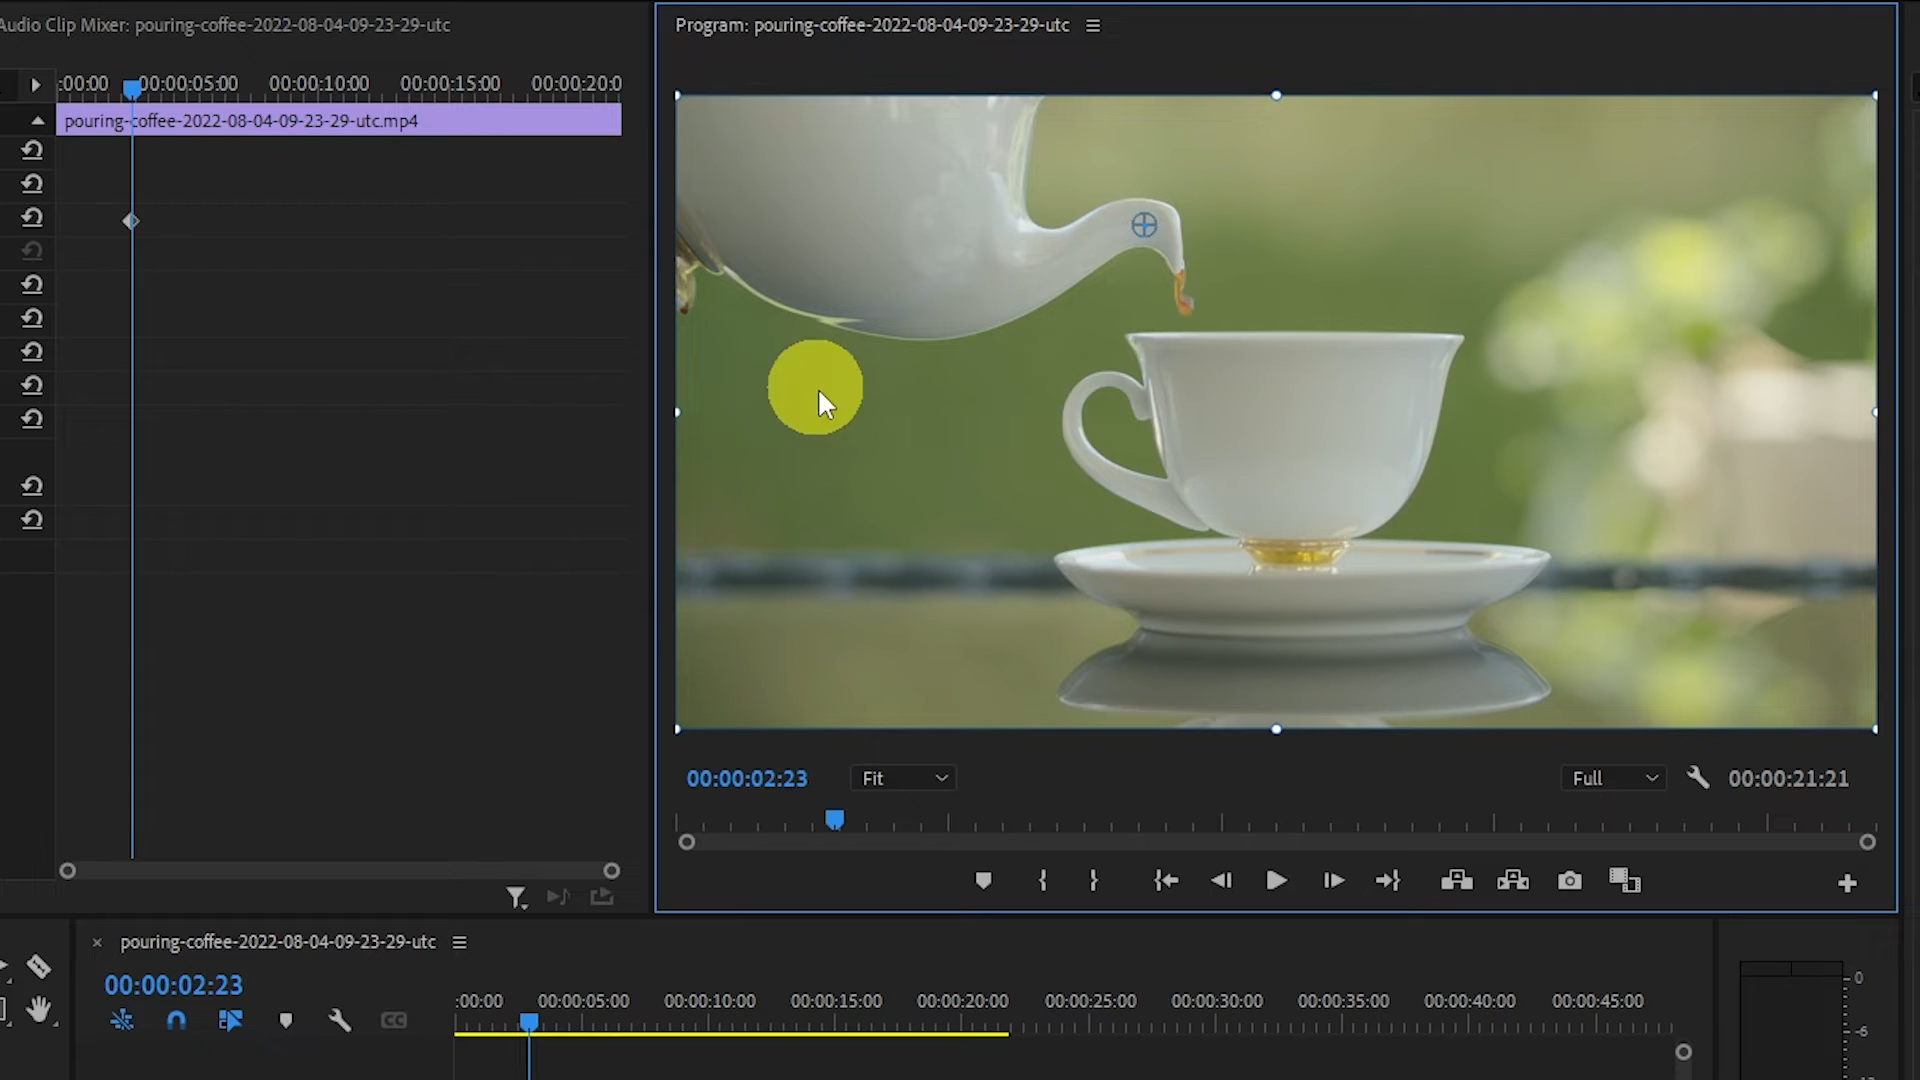 Audio Clip Mixer: pouring-coffee-2022-08-04-09-23-29-utc
Program: pouring-coffee-2022-08-04-09-23-29-utc
:00:00 00:00:05:00 00:00:10:00 00:00:15:00 00:00:20:0
pouring-coffee-2022-08-04-09-23-29-utc.mp4
00:00:02:23 Fit Full 00:00:21:21
pouring-coffee-2022-08-04-09-23-29-utc
00:00:02:23
CC
:00:00 00:00:05:00 00:00:10:00 00:00:15:00 00:00:20:00 00:00:25:00 00:00:30:00 00:00:35:00 00:00:40:00 00:00:45:00
0
-6